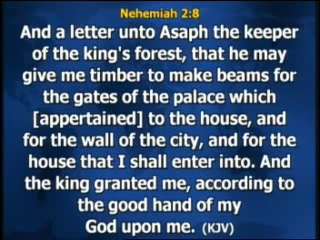 Nehemiah 2:8
And a letter unto Asaph the keeper
of the king's forest, that he may
give me timber to make beams for
the gates of the palace which
[appertained] to the house, and
for the wall of the city, and for the
house that I shall enter into. And
the king granted me, according to
the good hand of my
God upon me. (KJV)